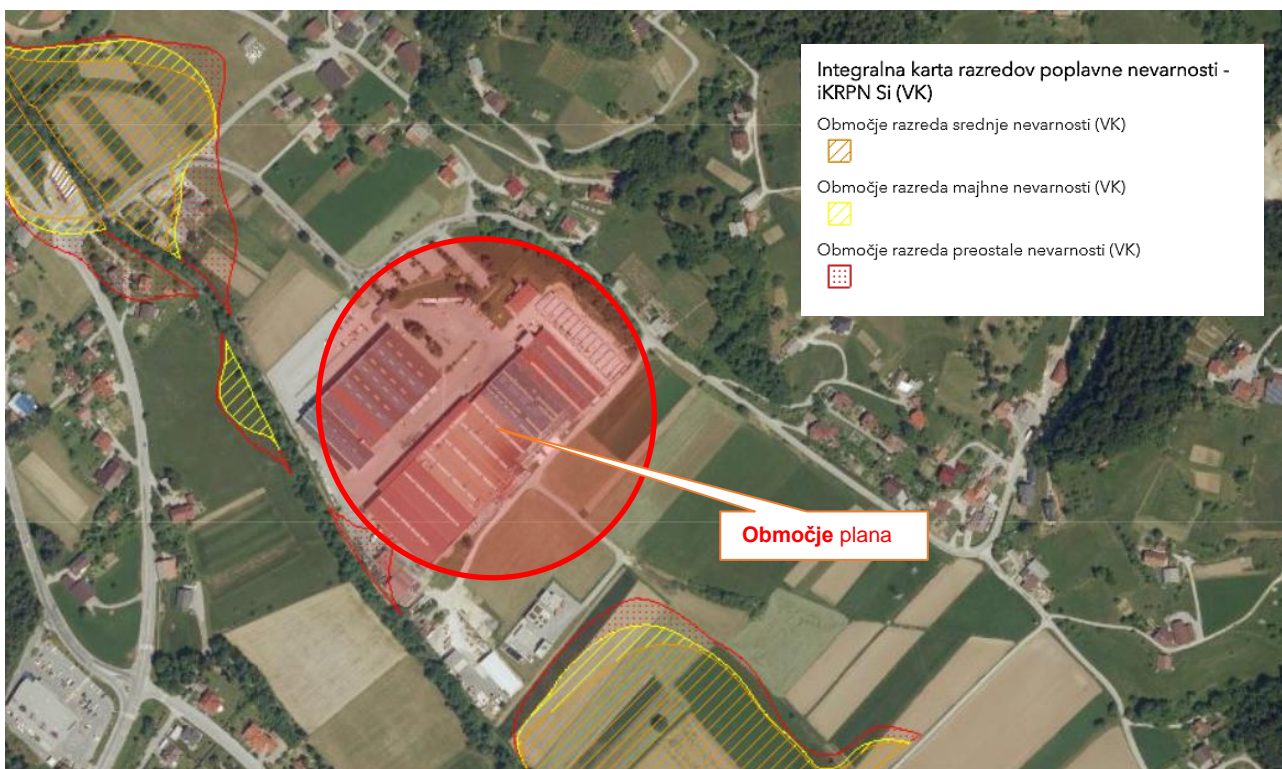 Integralna karta razredov poplavne nevarnosti -
iKRPN Si (VK)
Območje razreda srednje nevarnosti (VK)
Območje razreda majhne nevarnosti (VK)
Območje razreda preostale nevarnosti (VK)
Območje plana